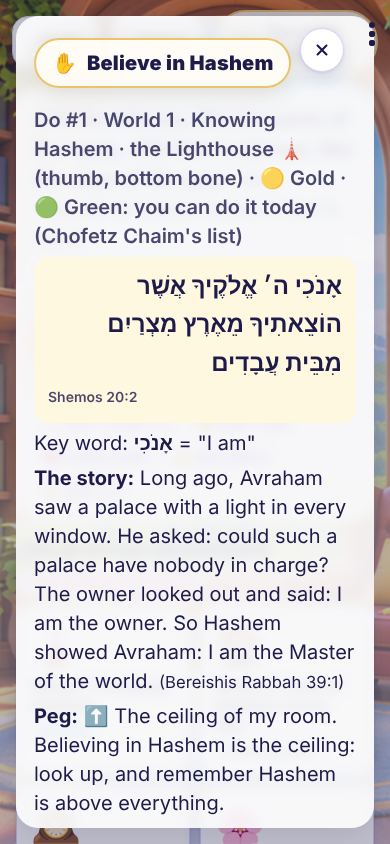 ✋ Believe in Hashem ✕
Do #1 · World 1 · Knowing
Hashem · the Lighthouse 🗼
(thumb, bottom bone) · 🟡 Gold ·
🟢 Green: you can do it today
(Chofetz Chaim's list)
אָנֹכִי ה׳ אֱלֹקֶיךָ אֲשֶׁר
הוֹצֵאתִיךָ מֵאֶרֶץ מִצְרַיִם
מִבֵּית עֲבָדִים
Shemos 20:2
Key word: אָנֹכִי = "I am"
The story: Long ago, Avraham
saw a palace with a light in every
window. He asked: could such a
palace have nobody in charge?
The owner looked out and said: I
am the owner. So Hashem
showed Avraham: I am the Master
of the world. (Bereishis Rabbah 39:1)
Peg: ⬆️ The ceiling of my room.
Believing in Hashem is the ceiling:
look up, and remember Hashem
is above everything.